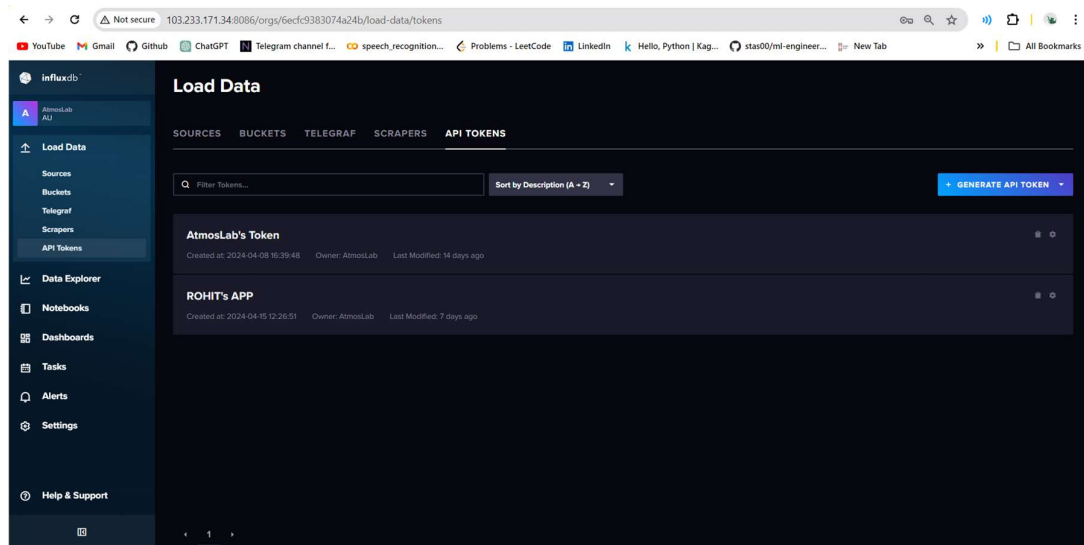 Not secure 103.233.171.34:8086/orgs/6ecfc9383074a24b/load-data/tokens
YouTube Gmail Github ChatGPT Telegram channel f... speech_recognition... Problems - LeetCode LinkedIn Hello, Python | Kag... stas00/ml-engineer... New Tab » All Bookmarks
influxdb
A AtmosLab
AU
Load Data
Sources
Buckets
Telegraf
Scrapers
API Tokens
Data Explorer
Notebooks
Dashboards
Tasks
Alerts
Settings
Help & Support
Load Data
SOURCES BUCKETS TELEGRAF SCRAPERS API TOKENS
Filter Tokens... Sort by Description (A → Z) + GENERATE API TOKEN
AtmosLab's Token
Created at: 2024-04-08 16:39:48 Owner: AtmosLab Last Modified: 14 days ago
ROHIT's APP
Created at: 2024-04-15 12:26:51 Owner: AtmosLab Last Modified: 7 days ago
1